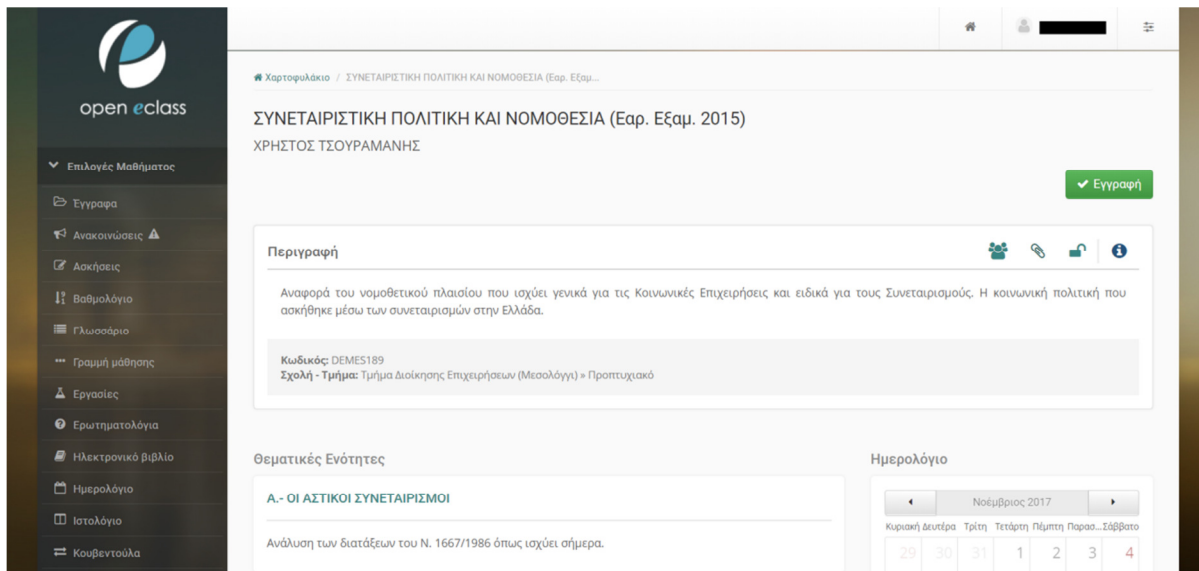 open eclass
Επιλογές Μαθήματος
Έγγραφα
Ανακοινώσεις
Ασκήσεις
Βαθμολόγιο
Γλωσσάριο
Γραμμή μάθησης
Εργασίες
Ερωτηματολόγια
Ηλεκτρονικό βιβλίο
Ημερολόγιο
Ιστολόγιο
Κουβεντούλα
Χαρτοφυλάκιο / ΣΥΝΕΤΑΙΡΙΣΤΙΚΗ ΠΟΛΙΤΙΚΗ ΚΑΙ ΝΟΜΟΘΕΣΙΑ (Εαρ. Εξαμ...
ΣΥΝΕΤΑΙΡΙΣΤΙΚΗ ΠΟΛΙΤΙΚΗ ΚΑΙ ΝΟΜΟΘΕΣΙΑ (Εαρ. Εξαμ. 2015)
ΧΡΗΣΤΟΣ ΤΣΟΥΡΑΜΑΝΗΣ
Εγγραφή
Περιγραφή
Αναφορά του νομοθετικού πλαισίου που ισχύει γενικά για τις Κοινωνικές Επιχειρήσεις και ειδικά για τους Συνεταιρισμούς. Η κοινωνική πολιτική που
ασκήθηκε μέσω των συνεταιρισμών στην Ελλάδα.
Κωδικός: DEMES189
Σχολή - Τμήμα: Τμήμα Διοίκησης Επιχειρήσεων (Μεσολόγγι) » Προπτυχιακό
Θεματικές Ενότητες
Α.- ΟΙ ΑΣΤΙΚΟΙ ΣΥΝΕΤΑΙΡΙΣΜΟΙ
Ανάλυση των διατάξεων του Ν. 1667/1986 όπως ισχύει σήμερα.
Ημερολόγιο
Νοέμβριος 2017
Κυριακή Δευτέρα Τρίτη Τετάρτη Πέμπτη Παρασ... Σάββατο
29 30 31 1 2 3 4